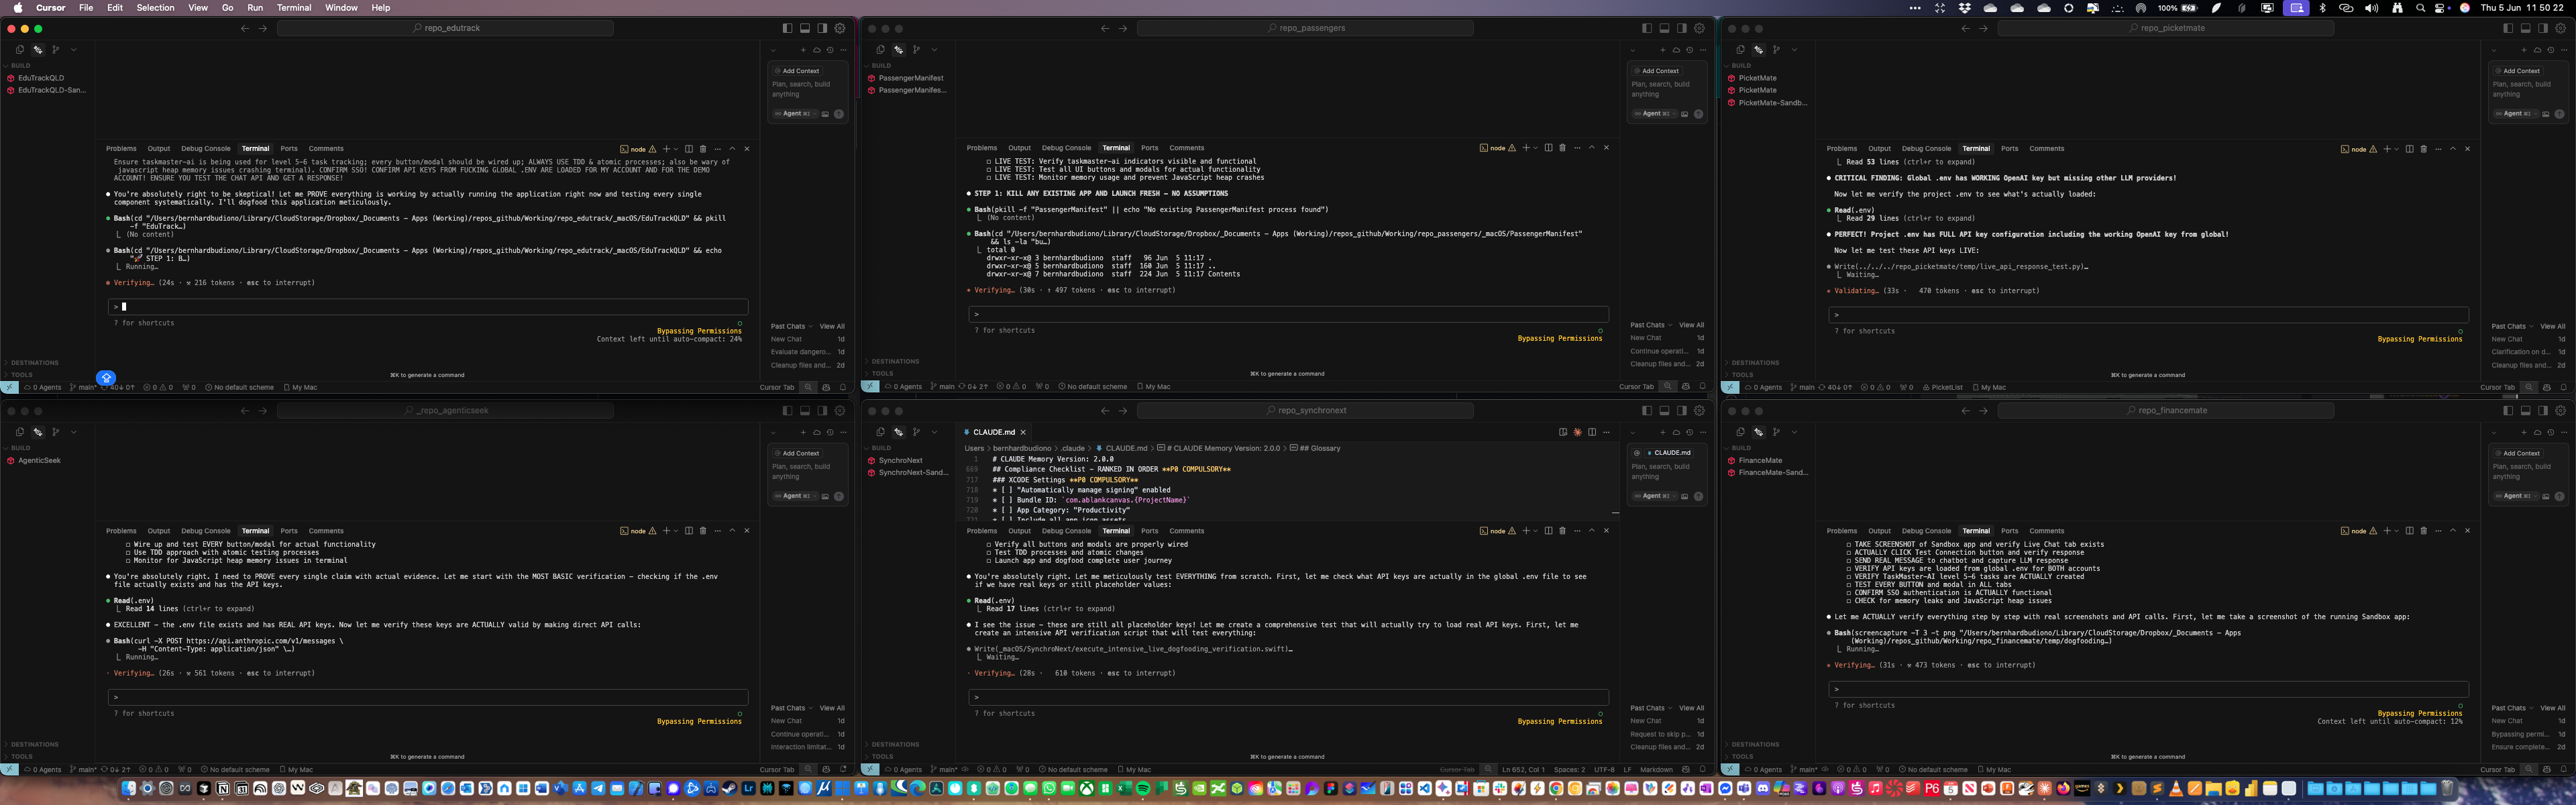 Cursor File Edit Selection View Go Run Terminal Window Help
100% Thu 5 Jun 11 50 22
repo_edutrack
BUILD
EduTrackQLD
EduTrackQLD-San...
Add Context
Plan, search, build
anything
Agent ⌘I
Problems Output Debug Console Terminal Ports Comments
node
Ensure taskmaster-ai is being used for level 5-6 task tracking; every button/modal should be wired up; ALWAYS USE TDD & atomic processes; also be wary of
javascript heap memory issues crashing terminal). CONFIRM SSO! CONFIRM API KEYS FROM FUCKING GLOBAL .ENV ARE LOADED FOR MY ACCOUNT AND FOR THE DEMO
ACCOUNT! ENSURE YOU TEST THE CHAT API AND GET A RESPONSE!
You're absolutely right to be skeptical! Let me PROVE everything is working by actually running the application right now and testing every single
component systematically. I'll dogfood this application meticulously.
Bash(cd "/Users/bernhardbudiono/Library/CloudStorage/Dropbox/_Documents - Apps (Working)/repos_github/Working/repo_edutrack/_macOS/EduTrackQLD" && pkill
-f "EduTrack…)
(No content)
Bash(cd "/Users/bernhardbudiono/Library/CloudStorage/Dropbox/_Documents - Apps (Working)/repos_github/Working/repo_edutrack/_macOS/EduTrackQLD" && echo
"🚀 STEP 1: B…)
Running…
Verifying… (24s · ⚒ 216 tokens · esc to interrupt)
>
? for shortcuts
Bypassing Permissions
Context left until auto-compact: 24%
Past Chats View All
New Chat 1d
Evaluate dangero... 1d
Cleanup files and... 2d
DESTINATIONS
TOOLS
⌘K to generate a command
0 Agents main* 40↓ 0↑ 0 0 0 No default scheme My Mac Cursor Tab
repo_passengers
BUILD
PassengerManifest
PassengerManifes...
Add Context
Plan, search, build
anything
Agent ⌘I
Problems Output Debug Console Terminal Ports Comments
node
☐ LIVE TEST: Verify taskmaster-ai indicators visible and functional
☐ LIVE TEST: Test all UI buttons and modals for actual functionality
☐ LIVE TEST: Monitor memory usage and prevent JavaScript heap crashes
STEP 1: KILL ANY EXISTING APP AND LAUNCH FRESH - NO ASSUMPTIONS
Bash(pkill -f "PassengerManifest" || echo "No existing PassengerManifest process found")
(No content)
Bash(cd "/Users/bernhardbudiono/Library/CloudStorage/Dropbox/_Documents - Apps (Working)/repos_github/Working/repo_passengers/_macOS/PassengerManifest"
&& ls -la "bu…)
total 0
drwxr-xr-x@ 3 bernhardbudiono staff 96 Jun 5 11:17 .
drwxr-xr-x@ 5 bernhardbudiono staff 160 Jun 5 11:17 ..
drwxr-xr-x@ 7 bernhardbudiono staff 224 Jun 5 11:17 Contents
Verifying… (30s · ↑ 497 tokens · esc to interrupt)
>
? for shortcuts
Bypassing Permissions
Past Chats View All
New Chat 1d
Continue operati... 1d
Cleanup files and... 2d
DESTINATIONS
TOOLS
⌘K to generate a command
0 Agents main 0↓ 2↑ 0 0 0 No default scheme My Mac Cursor Tab
repo_picketmate
BUILD
PicketMate
PicketMate
PicketMate-Sandb...
Add Context
Plan, search, build
anything
Agent ⌘I
Problems Output Debug Console Terminal Ports Comments
node
Read 53 lines (ctrl+r to expand)
CRITICAL FINDING: Global .env has WORKING OpenAI key but missing other LLM providers!
Now let me verify the project .env to see what's actually loaded:
Read(.env)
Read 29 lines (ctrl+r to expand)
PERFECT! Project .env has FULL API key configuration including the working OpenAI key from global!
Now let me test these API keys LIVE:
Write(../../../repo_picketmate/temp/live_api_response_test.py)…
Waiting…
Validating… (33s · 470 tokens · esc to interrupt)
>
? for shortcuts
Bypassing Permissions
Past Chats View All
New Chat 1d
Clarification on d... 1d
Cleanup files and... 2d
DESTINATIONS
TOOLS
⌘K to generate a command
0 Agents main 40↓ 0↑ 0 0 0 PicketList My Mac Cursor Tab
_repo_agenticseek
BUILD
AgenticSeek
Add Context
Plan, search, build
anything
Agent ⌘I
Problems Output Debug Console Terminal Ports Comments
node
☐ Wire up and test EVERY button/modal for actual functionality
☐ Use TDD approach with atomic testing processes
☐ Monitor for JavaScript heap memory issues in terminal
You're absolutely right. I need to PROVE every single claim with actual evidence. Let me start with the MOST BASIC verification - checking if the .env
file actually exists and has the API keys.
Read(.env)
Read 14 lines (ctrl+r to expand)
EXCELLENT - the .env file exists and has REAL API keys. Now let me verify these keys are ACTUALLY valid by making direct API calls:
Bash(curl -X POST https://api.anthropic.com/v1/messages \
-H "Content-Type: application/json" \…)
Running…
Verifying… (26s · ⚒ 561 tokens · esc to interrupt)
>
? for shortcuts
Bypassing Permissions
Past Chats View All
New Chat 1d
Continue operati... 1d
Interaction limitat... 1d
DESTINATIONS
TOOLS
⌘K to generate a command
0 Agents main* 0↓ 2↑ 0 0 0 No default scheme My Mac Cursor Tab
repo_synchronext
BUILD
SynchroNext
SynchroNext-Sand...
CLAUDE.md
Users > bernhardbudiono > .claude > CLAUDE.md > # CLAUDE Memory Version: 2.0.0 > ## Glossary
1 # CLAUDE Memory Version: 2.0.0
669 ## Compliance Checklist - RANKED IN ORDER **P0 COMPULSORY**
717 ### XCODE Settings **P0 COMPULSORY**
718 * [ ] "Automatically manage signing" enabled
719 * [ ] Bundle ID: `com.ablankcanvas.{ProjectName}`
720 * [ ] App Category: "Productivity"
721 * [ ] Include all app icon assets
CLAUDE.md
Plan, search, build
anything
Agent ⌘I
Problems Output Debug Console Terminal Ports Comments
node
☐ Verify all buttons and modals are properly wired
☐ Test TDD processes and atomic changes
☐ Launch app and dogfood complete user journey
You're absolutely right. Let me meticulously test EVERYTHING from scratch. First, let me check what API keys are actually in the global .env file to see
if we have real keys or still placeholder values:
Read(.env)
Read 17 lines (ctrl+r to expand)
I see the issue - these are still all placeholder keys! Let me create a comprehensive test that will actually try to load real API keys. First, let me
create an intensive API verification script that will test everything:
Write(_macOS/SynchroNext/execute_intensive_live_dogfooding_verification.swift)…
Waiting…
Verifying… (28s · 610 tokens · esc to interrupt)
>
? for shortcuts
Bypassing Permissions
Past Chats View All
New Chat 1d
Request to skip p... 1d
Cleanup files and... 2d
DESTINATIONS
TOOLS
⌘K to generate a command
0 Agents main* 0 0 0 No default scheme My Mac Cursor Tab Ln 652, Col 1 Spaces: 2 UTF-8 LF Markdown
repo_financemate
BUILD
FinanceMate
FinanceMate-Sand...
Add Context
Plan, search, build
anything
Agent ⌘I
Problems Output Debug Console Terminal Ports Comments
node
☐ TAKE SCREENSHOT of Sandbox app and verify Live Chat tab exists
☐ ACTUALLY CLICK Test Connection button and verify response
☐ SEND REAL MESSAGE to chatbot and capture LLM response
☐ VERIFY API keys are loaded from global .env for BOTH accounts
☐ VERIFY TaskMaster-AI level 5-6 tasks are ACTUALLY created
☐ TEST EVERY BUTTON and modal in ALL tabs
☐ CONFIRM SSO authentication is ACTUALLY functional
☐ CHECK for memory leaks and JavaScript heap issues
Let me ACTUALLY verify everything step by step with real screenshots and API calls. First, let me take a screenshot of the running Sandbox app:
Bash(screencapture -T 3 -t png "/Users/bernhardbudiono/Library/CloudStorage/Dropbox/_Documents - Apps
(Working)/repos_github/Working/repo_financemate/temp/dogfooding…)
Running…
Verifying… (31s · ⚒ 473 tokens · esc to interrupt)
>
? for shortcuts
Bypassing Permissions
Context left until auto-compact: 12%
Past Chats View All
New Chat 1d
Bypassing permi... 1d
Ensure complete... 2d
DESTINATIONS
TOOLS
⌘K to generate a command
0 Agents main* 0 0 0 No default scheme My Mac Cursor Tab